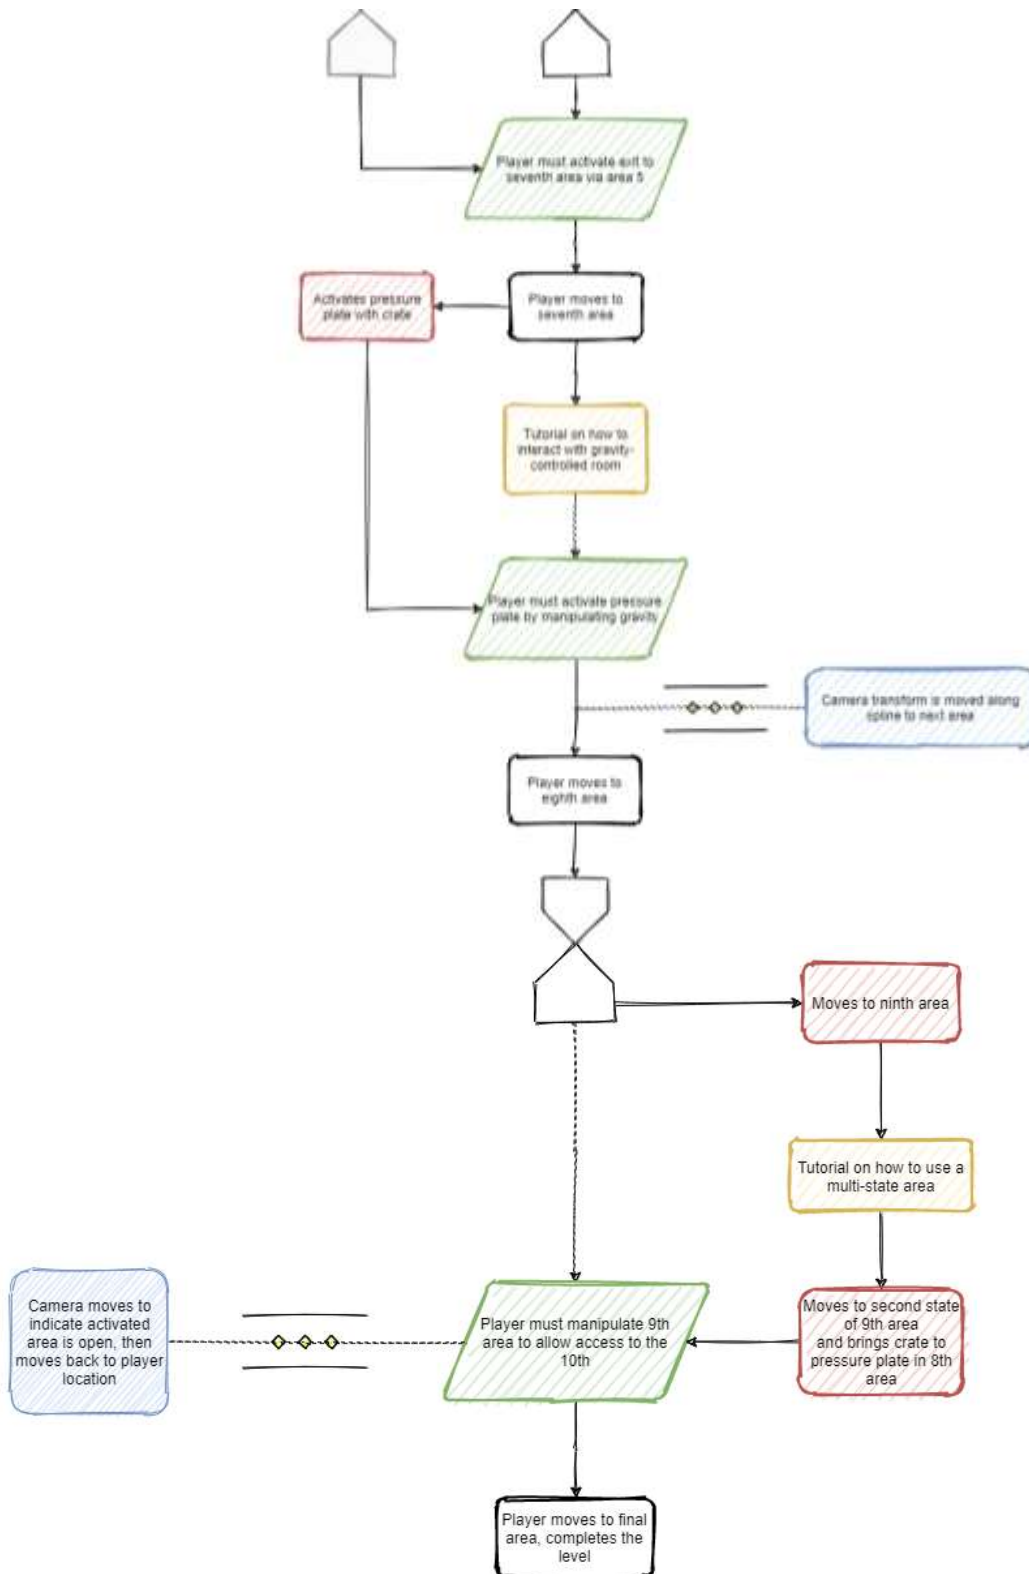 Player must activate exit to
seventh area via area 5
Activates pressure
plate with crate
Player moves to
seventh area
Tutorial on how to
interact with gravity-
controlled room
Player must activate pressure
plate by manipulating gravity
Camera transform is moved along
spline to next area
Player moves to
eighth area
Moves to ninth area
Tutorial on how to use a
multi-state area
Camera moves to
indicate activated
area is open, then
moves back to player
location
Player must manipulate 9th
area to allow access to the
10th
Moves to second state
of 9th area
and brings crate to
pressure plate in 8th
area
Player moves to final
area, completes the
level